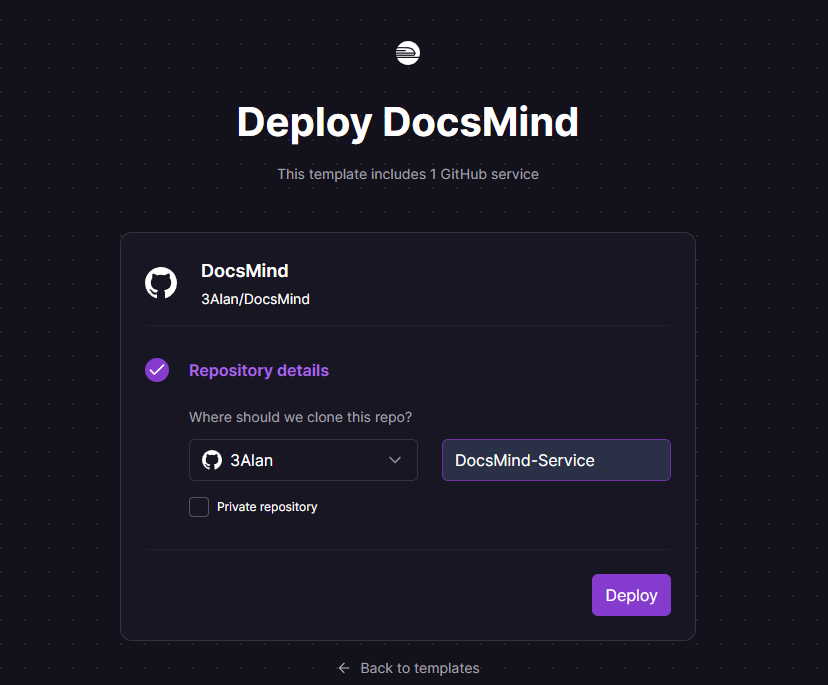 Deploy DocsMind
This template includes 1 GitHub service
DocsMind
3Alan/DocsMind
Repository details
Where should we clone this repo?
3Alan
DocsMind-Service
Private repository
Deploy
Back to templates